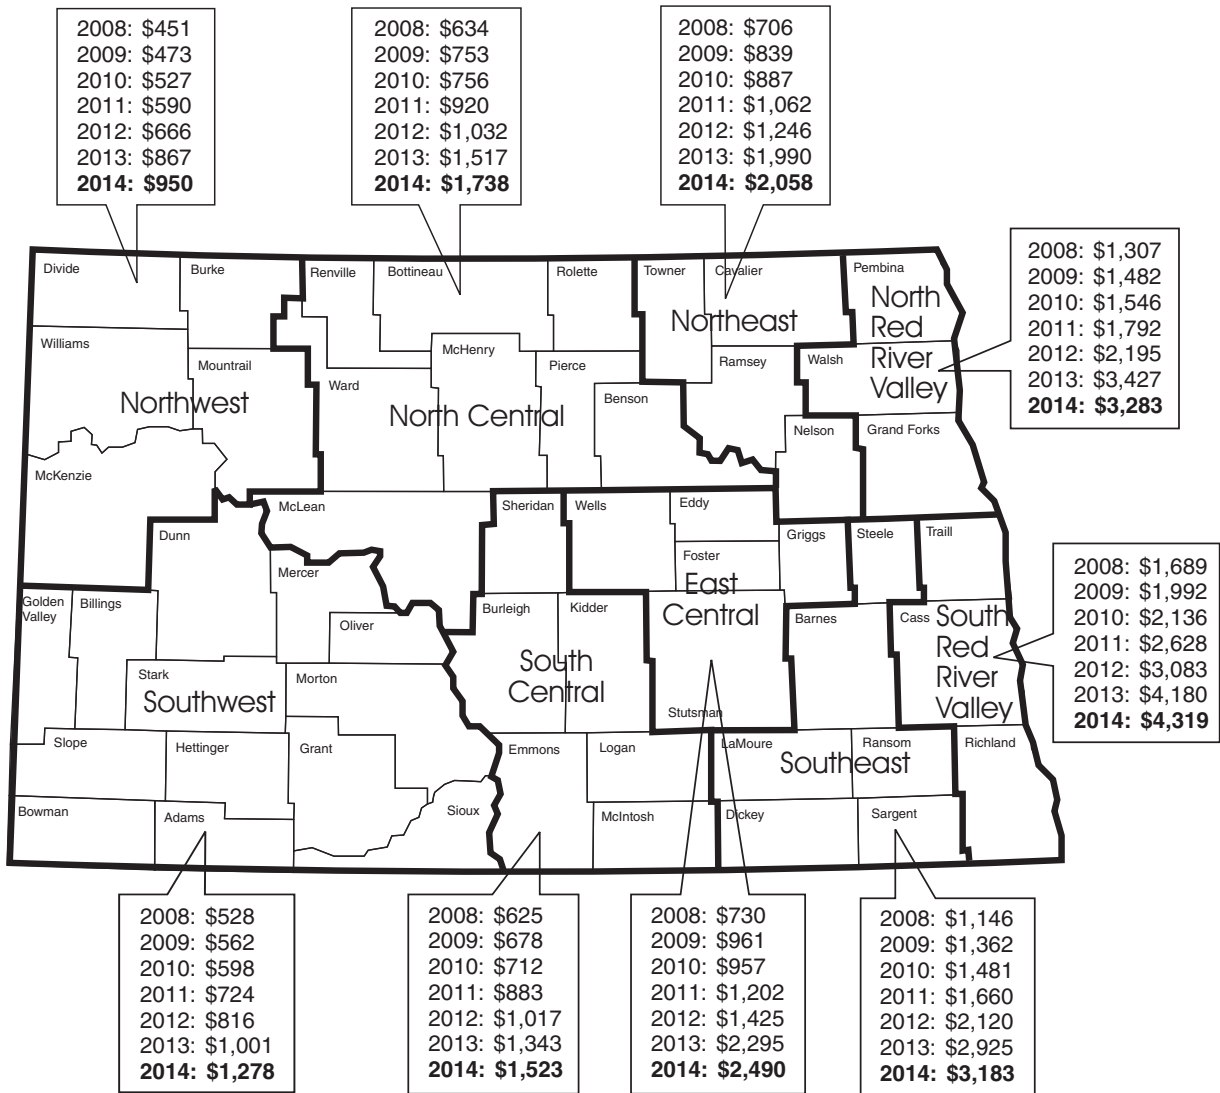 2008: $451
2009: $473
2010: $527
2011: $590
2012: $666
2013: $867
2014: $950
2008: $634
2009: $753
2010: $756
2011: $920
2012: $1,032
2013: $1,517
2014: $1,738
2008: $706
2009: $839
2010: $887
2011: $1,062
2012: $1,246
2013: $1,990
2014: $2,058
2008: $1,307
2009: $1,482
2010: $1,546
2011: $1,792
2012: $2,195
2013: $3,427
2014: $3,283
Divide
Burke
Renville
Bottineau
Rolette
Towner
Cavalier
Pembina
North
Red
River
Valley
Northeast
Williams
Mountrail
Northwest
McHenry
Pierce
Ward
North Central
Benson
Ramsey
Walsh
Nelson
Grand Forks
McKenzie
McLean
Sheridan
Wells
Eddy
Dunn
Foster
Griggs
Steele
Traill
Mercer
East
Central
Golden
Valley
Billings
Oliver
Burleigh
Kidder
Barnes
Cass
South
Red
River
Valley
South
Central
Stark
Southwest
Morton
Stutsman
2008: $1,689
2009: $1,992
2010: $2,136
2011: $2,628
2012: $3,083
2013: $4,180
2014: $4,319
Slope
Hettinger
Grant
Emmons
Logan
LaMoure
Ransom
Richland
Southeast
Bowman
Adams
Sioux
McIntosh
Dickey
Sargent
2008: $528
2009: $562
2010: $598
2011: $724
2012: $816
2013: $1,001
2014: $1,278
2008: $625
2009: $678
2010: $712
2011: $883
2012: $1,017
2013: $1,343
2014: $1,523
2008: $730
2009: $961
2010: $957
2011: $1,202
2012: $1,425
2013: $2,295
2014: $2,490
2008: $1,146
2009: $1,362
2010: $1,481
2011: $1,660
2012: $2,120
2013: $2,925
2014: $3,183